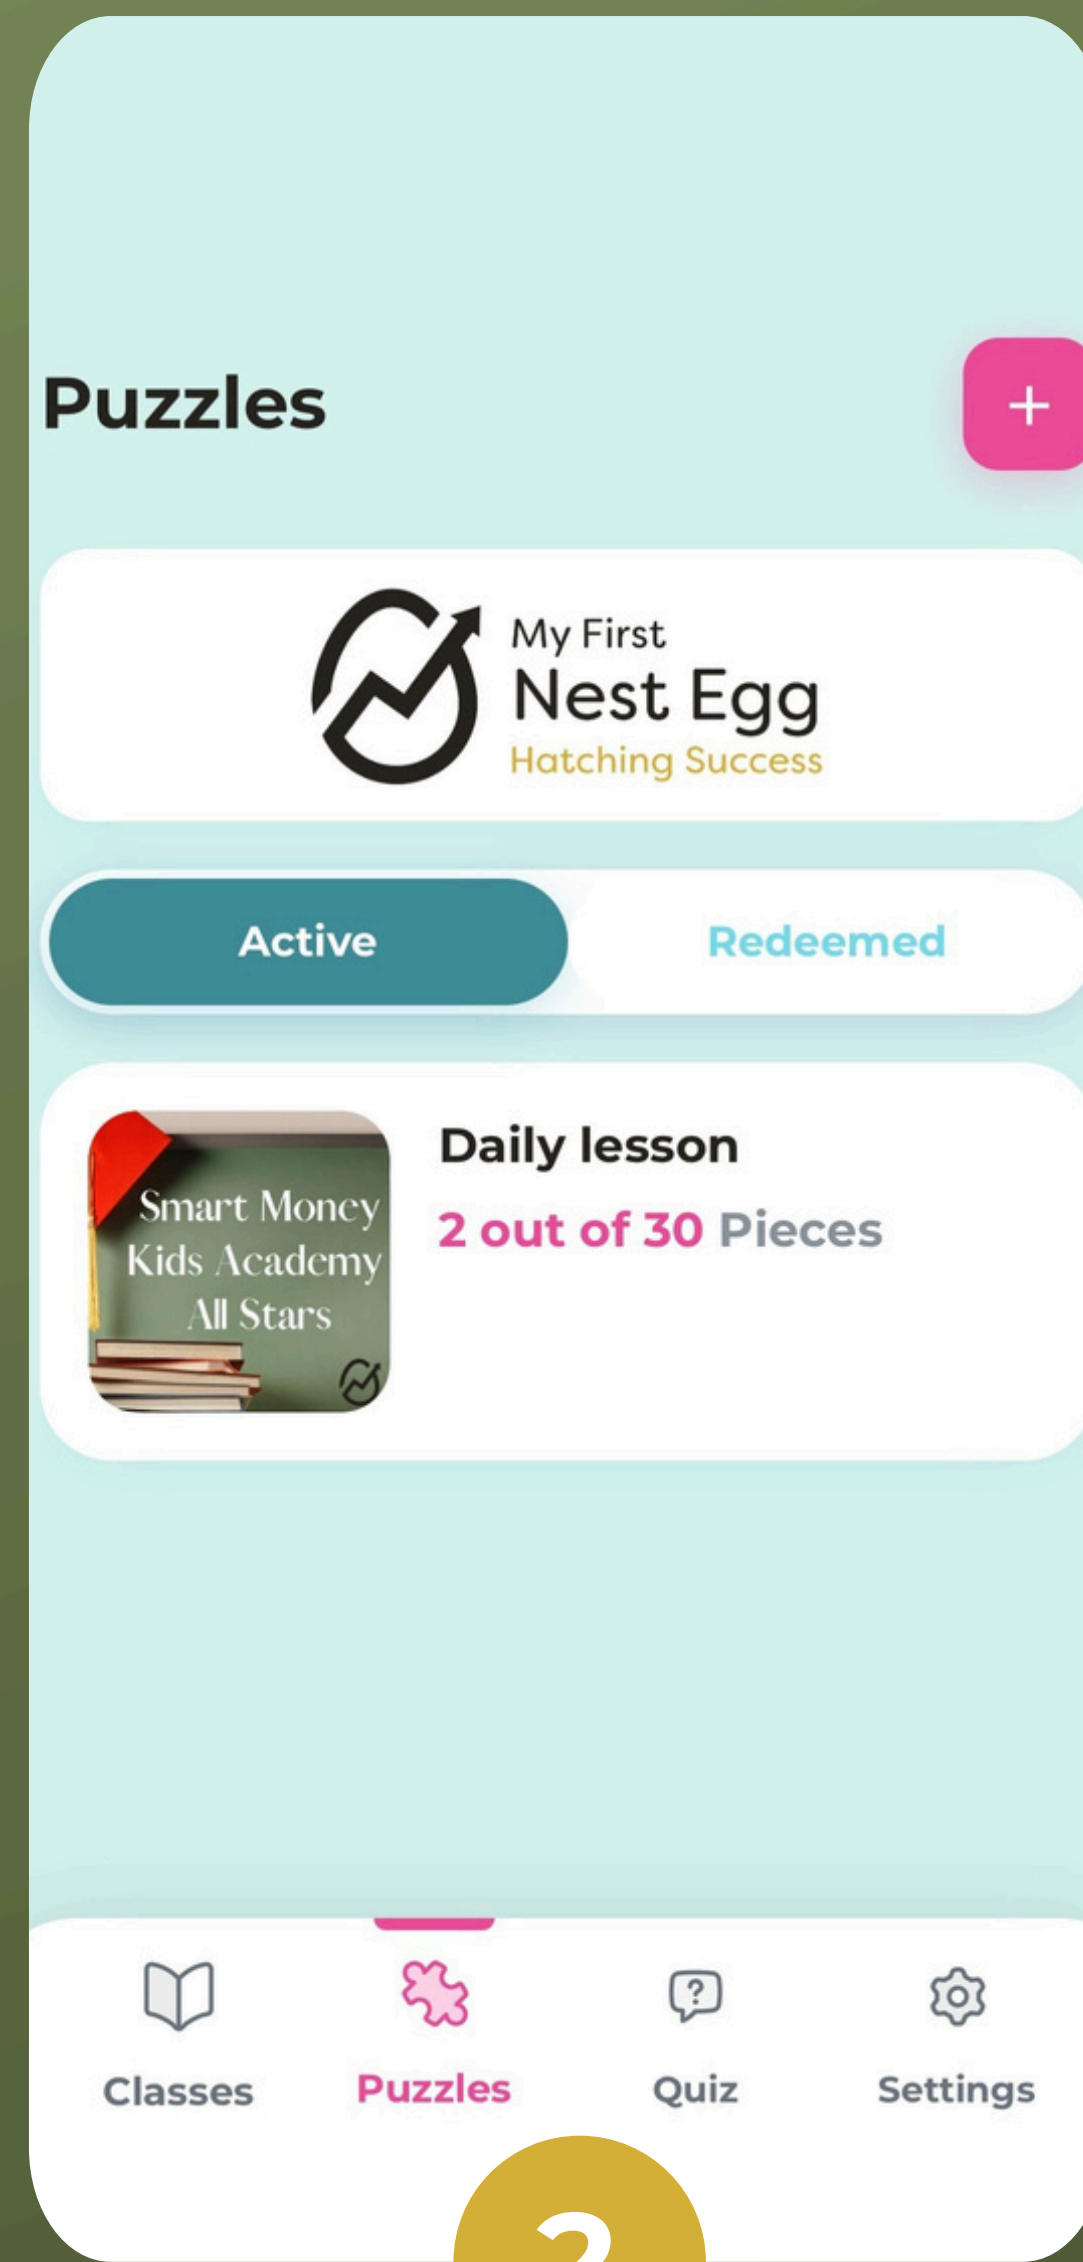 Puzzles
+
My First
Nest Egg
Hatching Success
Active
Redeemed
Smart Money
Kids Academy
All Stars
Daily lesson
2 out of 30 Pieces
Classes
Puzzles
Quiz
Settings